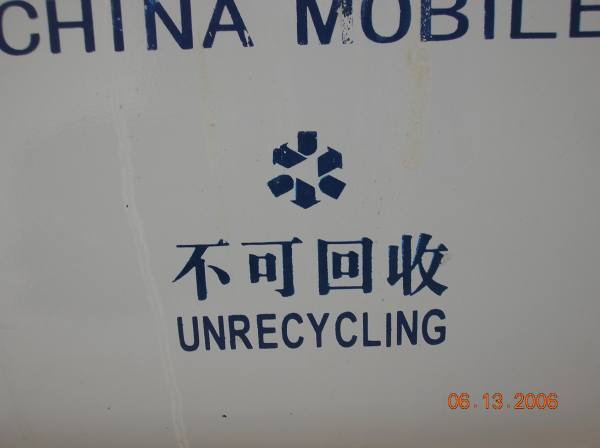 CHINA MOBILE
不可回收
UNRECYCLING
06.13.2006